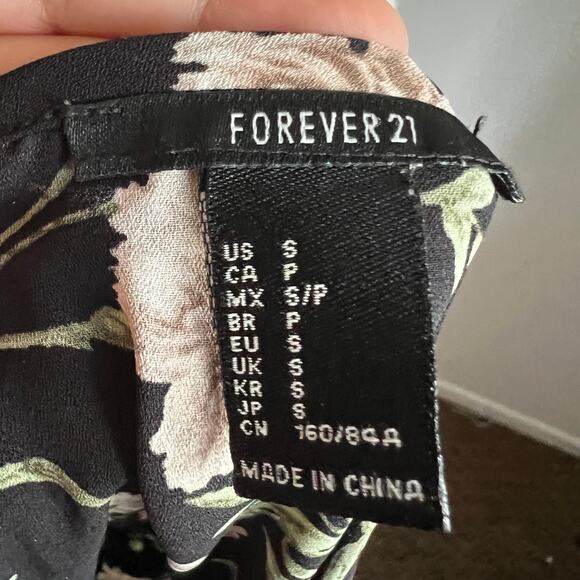 FOREVER 21
US S
CA P
MX S/P
BR P
EU S
UK S
KR S
JP S
CN 160/84A
MADE IN CHINA